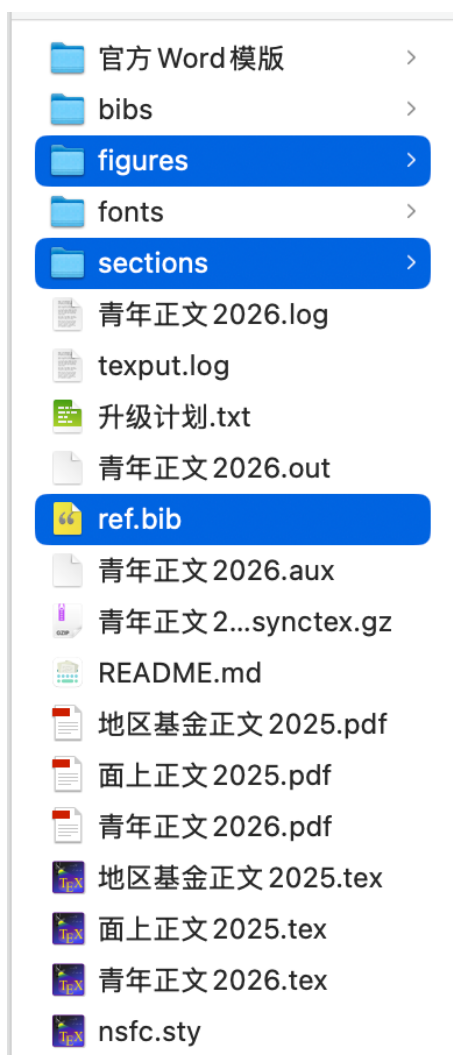 官方Word模版
bibs
figures
fonts
sections
青年正文2026.log
texput.log
升级计划.txt
青年正文2026.out
ref.bib
青年正文2026.aux
青年正文2...synctex.gz
README.md
地区基金正文2025.pdf
面上正文2025.pdf
青年正文2026.pdf
地区基金正文2025.tex
面上正文2025.tex
青年正文2026.tex
nsfc.sty